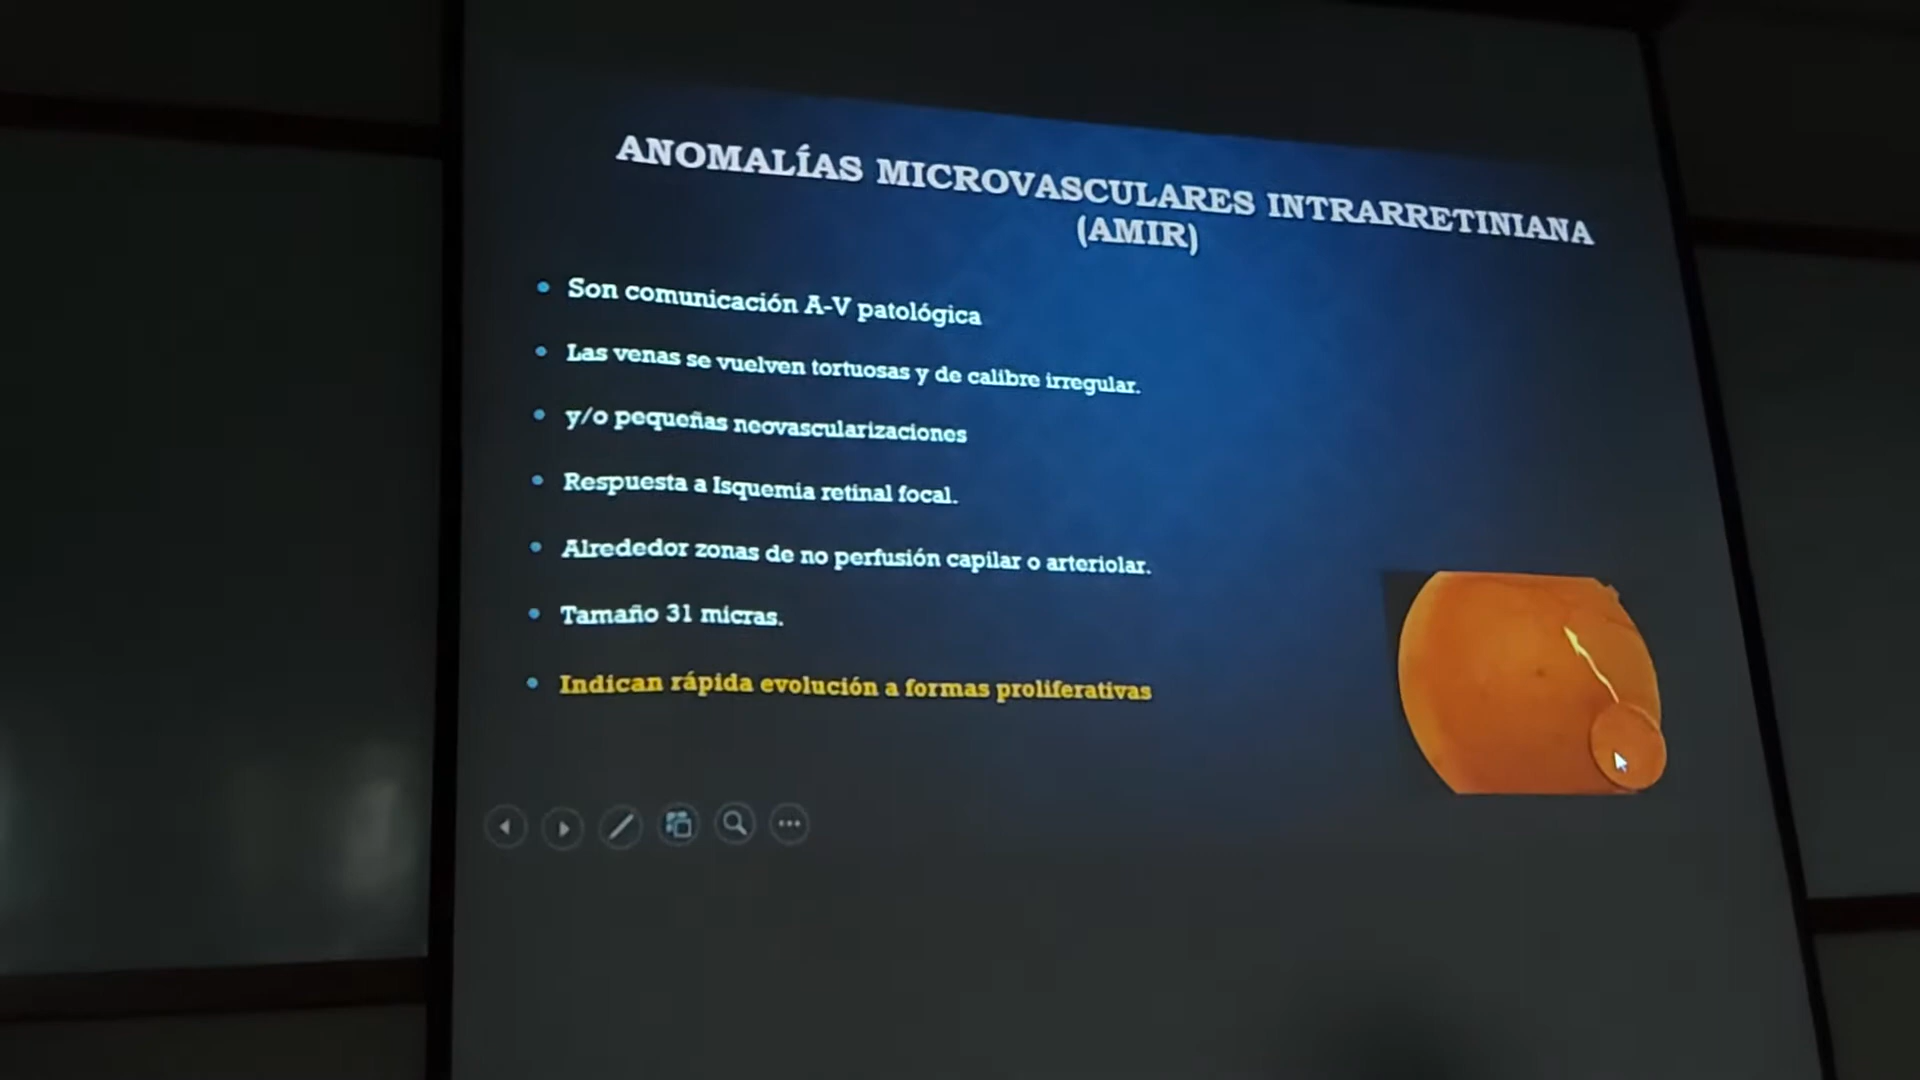 ANOMALÍAS MICROVASCULARES INTRARRETINIANA
(AMIR)
Son comunicación A-V patológica
Las venas se vuelven tortuosas y de calibre irregular.
y/o pequeñas neovascularizaciones
Respuesta a Isquemia retinal focal.
Alrededor zonas de no perfusión capilar o arteriolar.
Tamaño 31 micras.
Indican rápida evolución a formas proliferativas